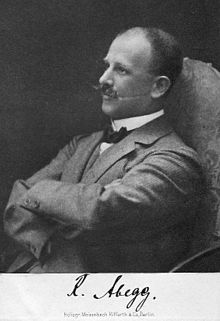 R. Abegg.
Heliogr. Meisenbach Riffarth & Co, Berlin.